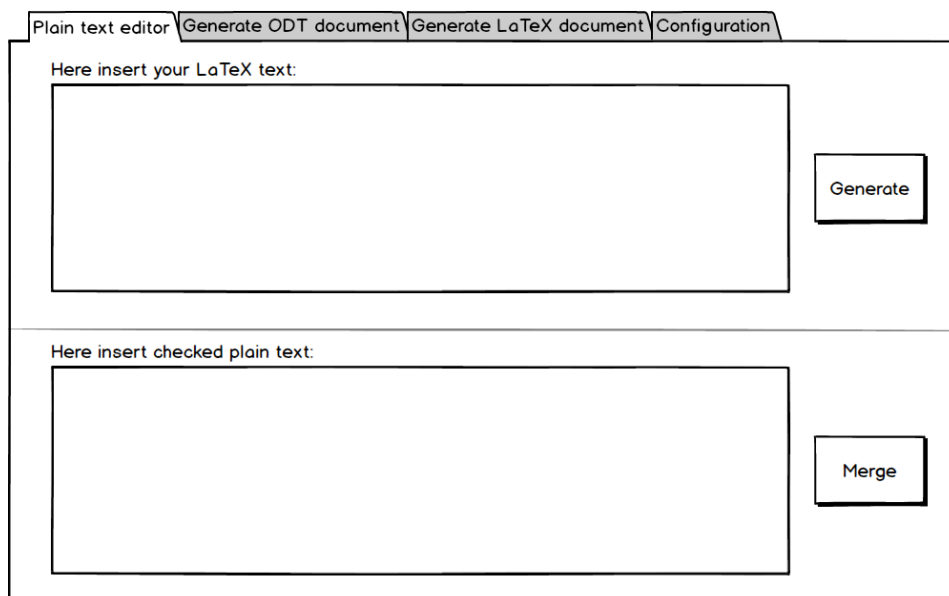 Plain text editor Generate ODT document Generate LaTeX document Configuration
Here insert your LaTeX text:
Generate
Here insert checked plain text:
Merge